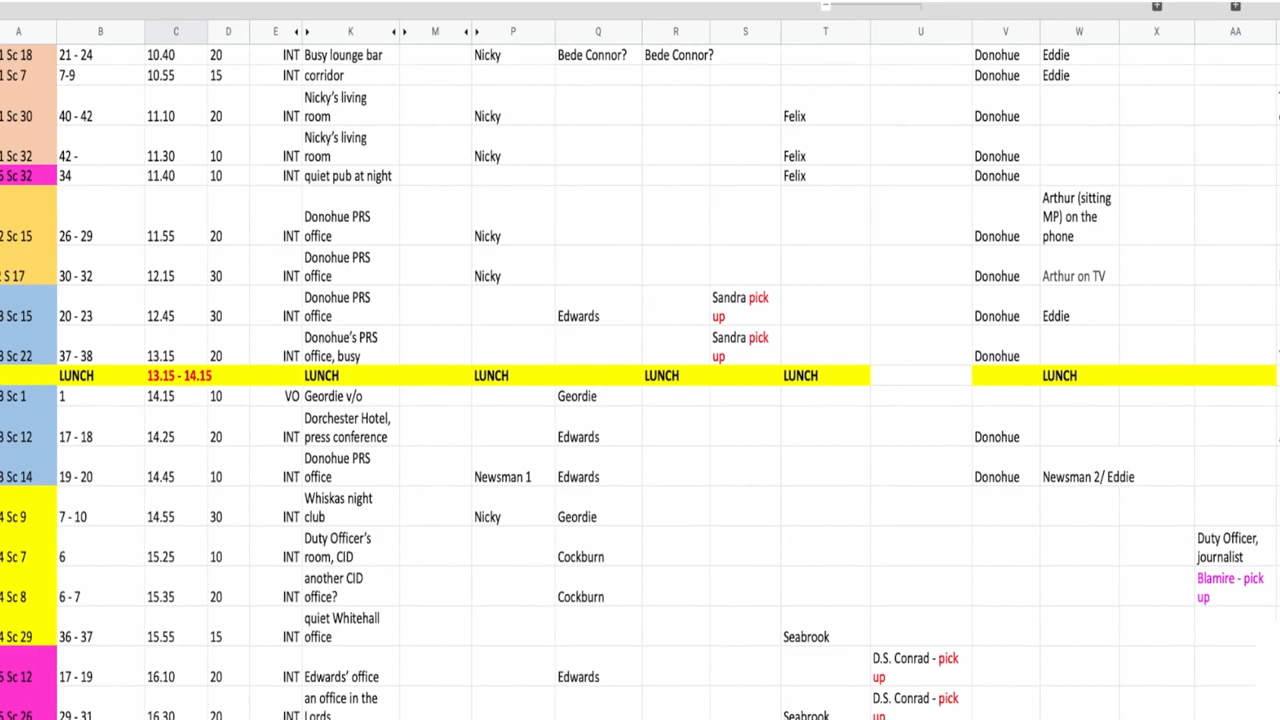 A B C D E K M P Q R S T U V W X AA
1 Sc 18 21 - 24 10.40 20 INT Busy lounge bar Nicky Bede Connor? Bede Connor? Donohue Eddie
1 Sc 7 7-9 10.55 15 INT corridor Donohue Eddie
Nicky's living
1 Sc 30 40 - 42 11.10 20 INT room Nicky Felix Donohue
Nicky's living
1 Sc 32 42 - 11.30 10 INT room Nicky Felix Donohue
5 Sc 32 34 11.40 10 INT quiet pub at night Felix Donohue
Arthur (sitting
Donohue PRS MP) on the
2 Sc 15 26 - 29 11.55 20 INT office Nicky Donohue phone
Donohue PRS
2 S 17 30 - 32 12.15 30 INT office Nicky Donohue Arthur on TV
Donohue PRS Sandra pick
3 Sc 15 20 - 23 12.45 30 INT office Edwards up Donohue Eddie
Donohue's PRS Sandra pick
3 Sc 22 37 - 38 13.15 20 INT office, busy up Donohue
LUNCH 13.15 - 14.15 LUNCH LUNCH LUNCH LUNCH LUNCH
3 Sc 1 1 14.15 10 VO Geordie v/o Geordie
Dorchester Hotel,
3 Sc 12 17 - 18 14.25 20 INT press conference Edwards Donohue
Donohue PRS
3 Sc 14 19 - 20 14.45 10 INT office Newsman 1 Edwards Donohue Newsman 2/ Eddie
Whiskas night
4 Sc 9 7 - 10 14.55 30 INT club Nicky Geordie
Duty Officer's Duty Officer,
4 Sc 7 6 15.25 10 INT room, CID Cockburn journalist
another CID Blamire - pick
4 Sc 8 6 - 7 15.35 20 INT office? Cockburn up
quiet Whitehall
4 Sc 29 36 - 37 15.55 15 INT office Seabrook
D.S. Conrad - pick
5 Sc 12 17 - 19 16.10 20 INT Edwards' office Edwards up
an office in the D.S. Conrad - pick
5 Sc 26 29 - 31 16.30 20 INT Lords Seabrook up